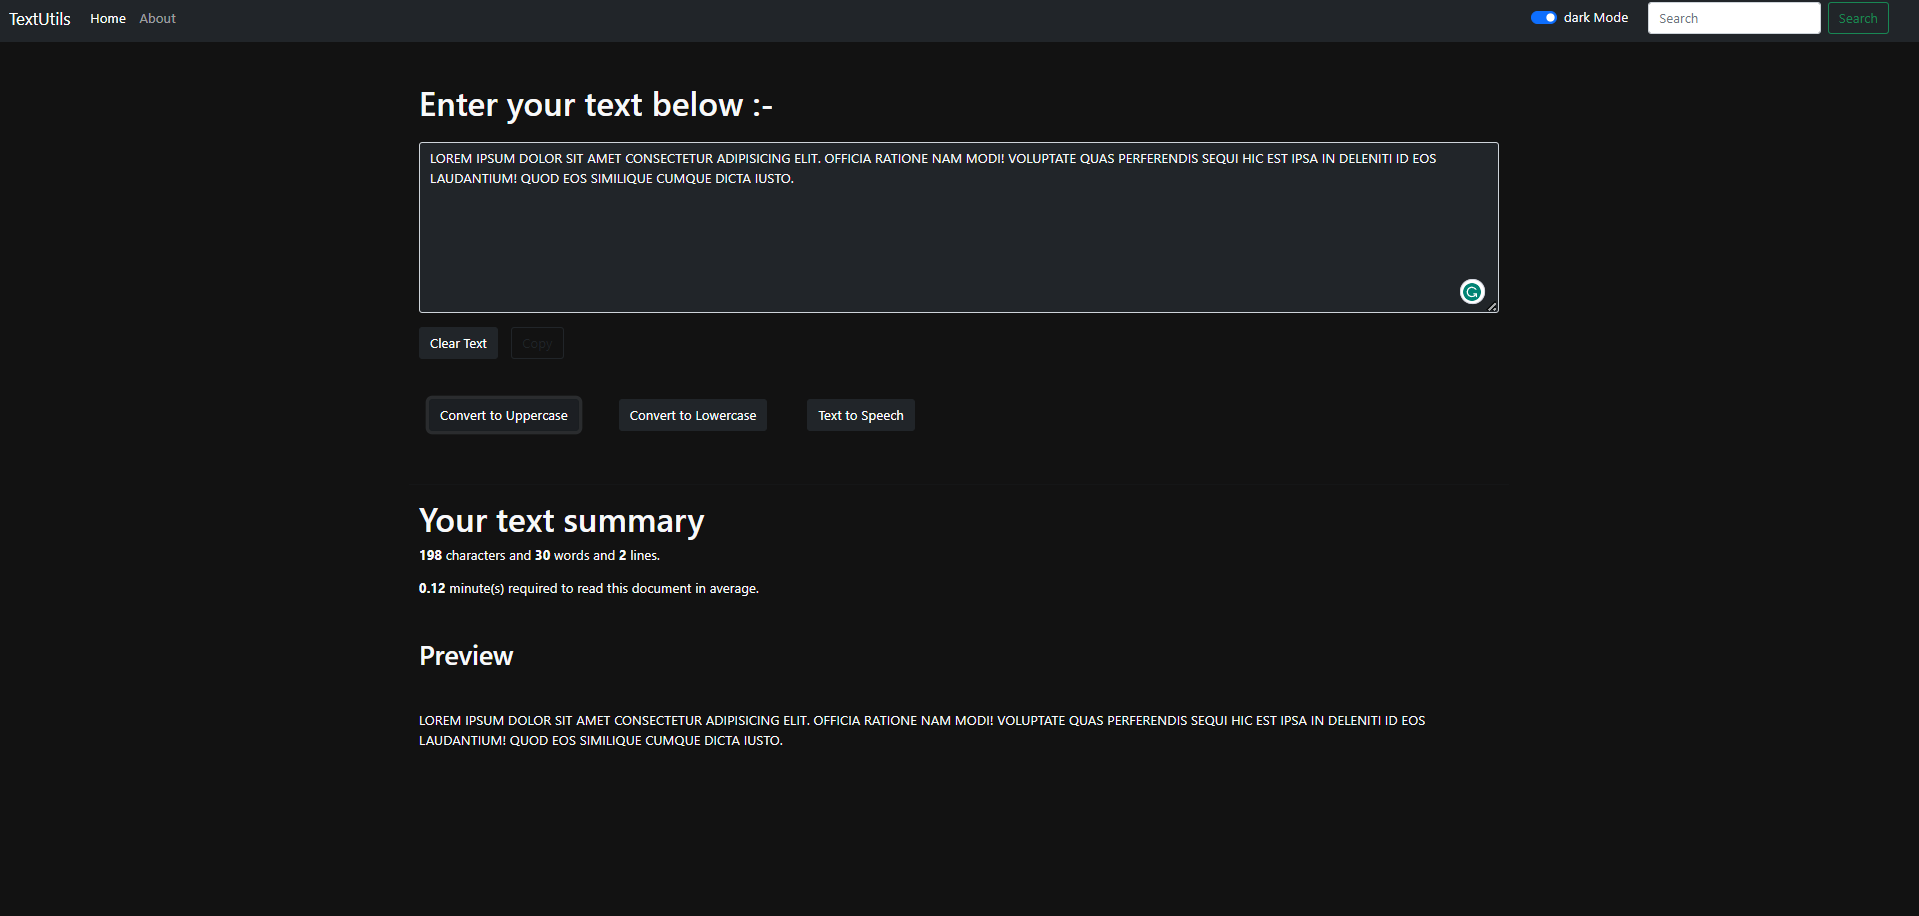 TextUtils Home About dark Mode Search Search
Enter your text below :-
LOREM IPSUM DOLOR SIT AMET CONSECTETUR ADIPISICING ELIT. OFFICIA RATIONE NAM MODI! VOLUPTATE QUAS PERFERENDIS SEQUI HIC EST IPSA IN DELENITI ID EOS
LAUDANTIUM! QUOD EOS SIMILIQUE CUMQUE DICTA IUSTO.
Clear Text Copy
Convert to Uppercase Convert to Lowercase Text to Speech
Your text summary
198 characters and 30 words and 2 lines.
0.12 minute(s) required to read this document in average.
Preview
LOREM IPSUM DOLOR SIT AMET CONSECTETUR ADIPISICING ELIT. OFFICIA RATIONE NAM MODI! VOLUPTATE QUAS PERFERENDIS SEQUI HIC EST IPSA IN DELENITI ID EOS
LAUDANTIUM! QUOD EOS SIMILIQUE CUMQUE DICTA IUSTO.